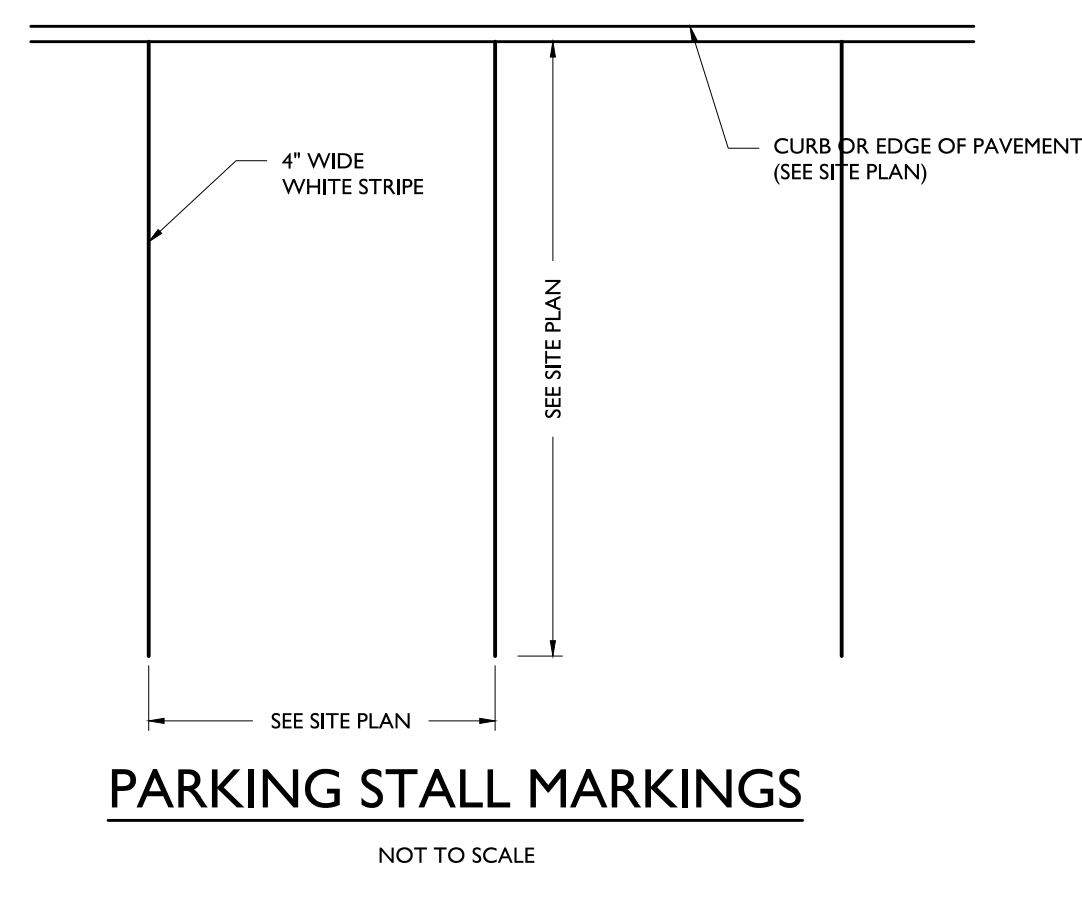 4" WIDE
WHITE STRIPE
CURB OR EDGE OF PAVEMENT
(SEE SITE PLAN)
SEE SITE PLAN
SEE SITE PLAN
PARKING STALL MARKINGS
NOT TO SCALE